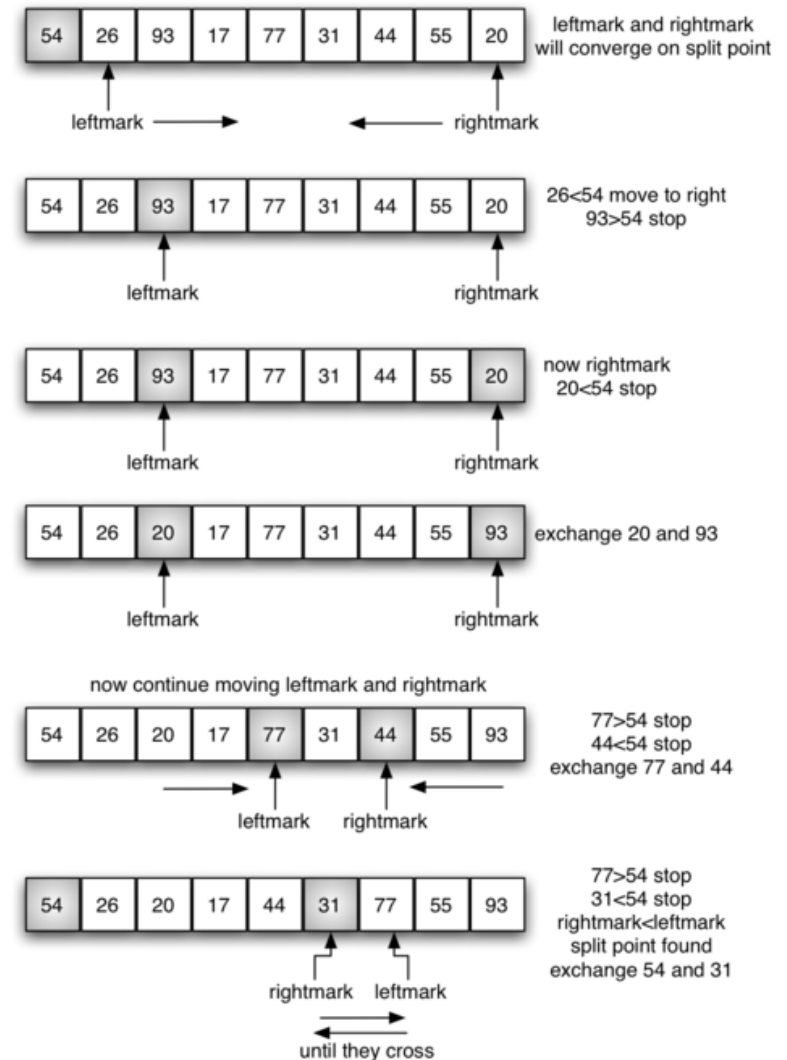 54 26 93 17 77 31 44 55 20
leftmark and rightmark
will converge on split point
leftmark rightmark
54 26 93 17 77 31 44 55 20
26<54 move to right
93>54 stop
leftmark rightmark
54 26 93 17 77 31 44 55 20
now rightmark
20<54 stop
leftmark rightmark
54 26 20 17 77 31 44 55 93
exchange 20 and 93
leftmark rightmark
now continue moving leftmark and rightmark
54 26 20 17 77 31 44 55 93
77>54 stop
44<54 stop
exchange 77 and 44
leftmark rightmark
54 26 20 17 44 31 77 55 93
77>54 stop
31<54 stop
rightmark<leftmark
split point found
exchange 54 and 31
rightmark leftmark
until they cross